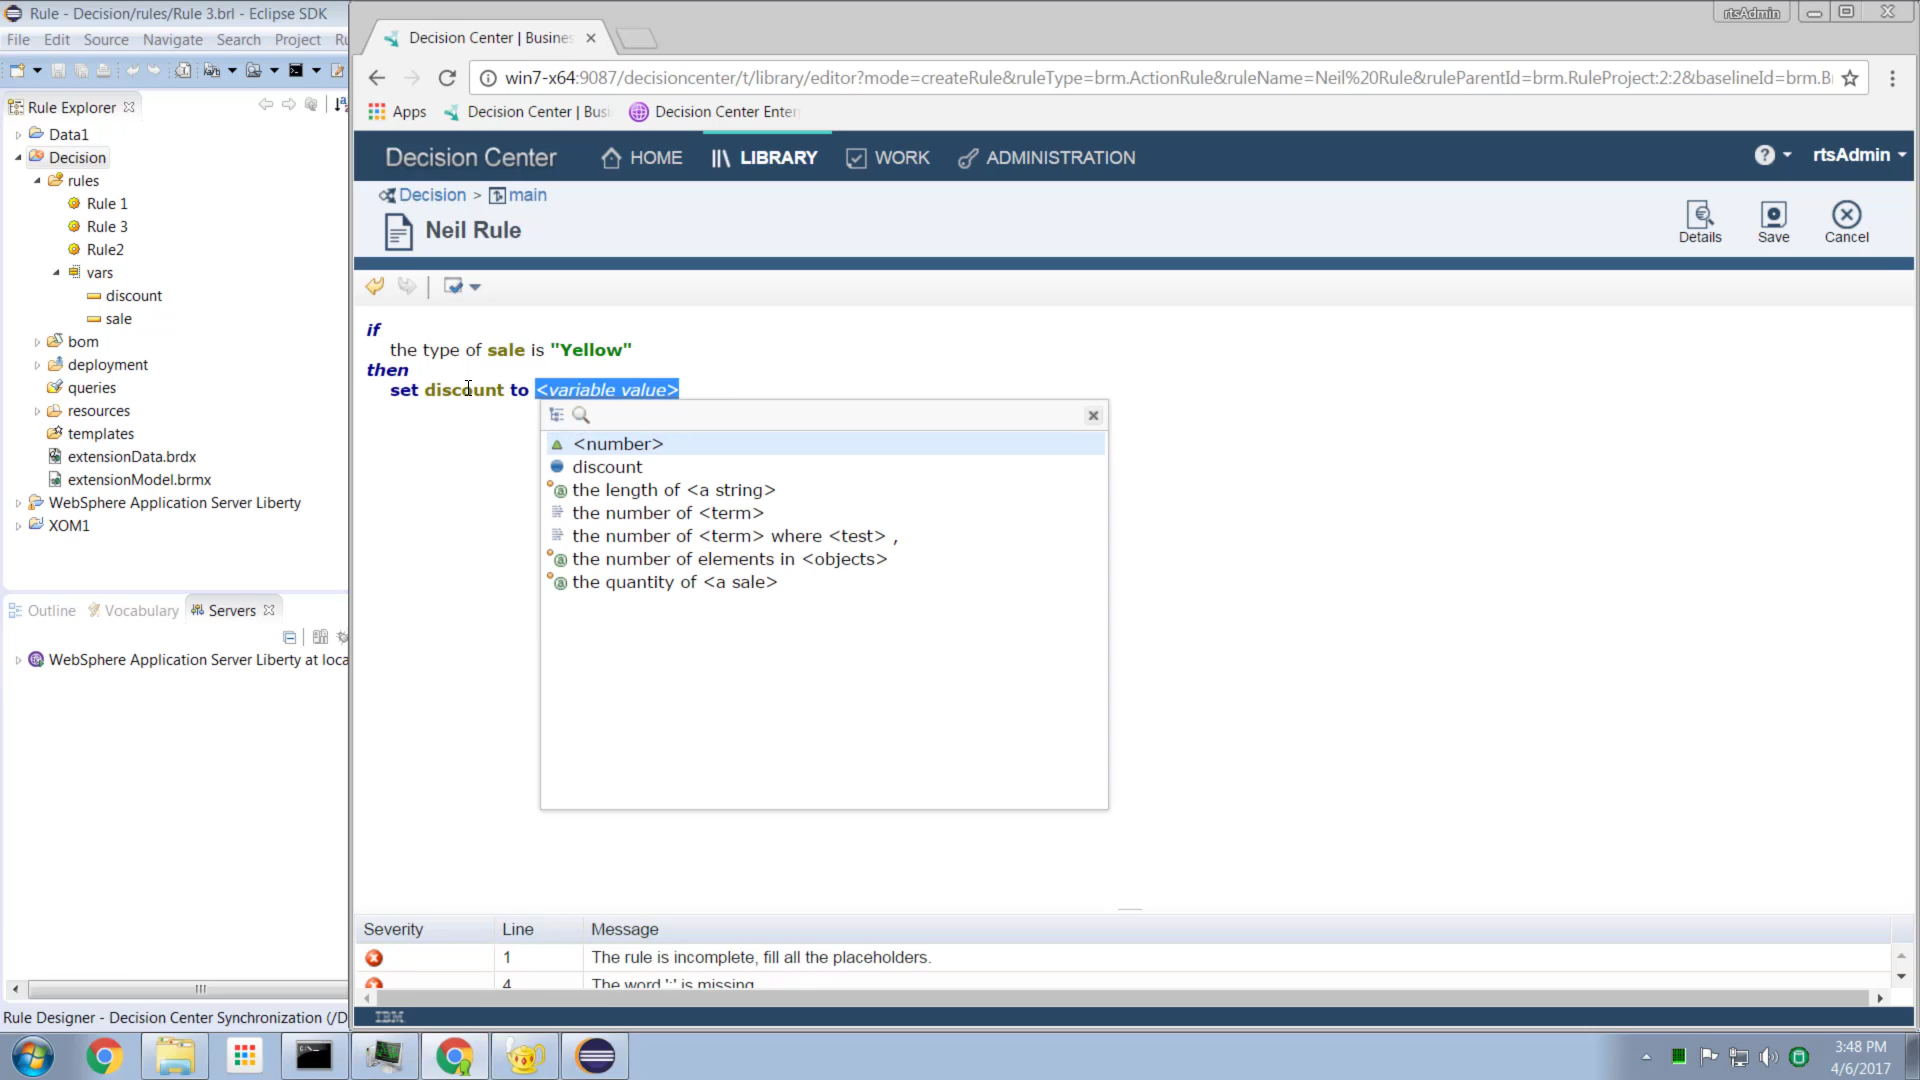 Rule - Decision/rules/Rule 3.brl - Eclipse SDK
File Edit Source Navigate Search Project
Rule Explorer
Data1
Decision
rules
Rule 1
Rule 3
Rule2
vars
discount
sale
bom
deployment
queries
resources
templates
extensionData.brdx
extensionModel.brmx
WebSphere Application Server Liberty
XOM1
Outline Vocabulary Servers
WebSphere Application Server Liberty at loca
Rule Designer - Decision Center Synchronization (/D
rtsAdmin
Decision Center | Busines
win7-x64:9087/decisioncenter/t/library/editor?mode=createRule&ruleType=brm.ActionRule&ruleName=Neil%20Rule&ruleParentId=brm.RuleProject:2:2&baselineId=brm.B
Apps Decision Center | Busi Decision Center Enter
Decision Center HOME LIBRARY WORK ADMINISTRATION ? rtsAdmin
Decision > main
Neil Rule
Details Save Cancel
if
the type of sale is "Yellow"
then
set discount to <variable value>
<number>
discount
the length of <a string>
the number of <term>
the number of <term> where <test> ,
the number of elements in <objects>
the quantity of <a sale>
Severity Line Message
1 The rule is incomplete, fill all the placeholders.
4 The word ';' is missing
IBM
3:48 PM
4/6/2017